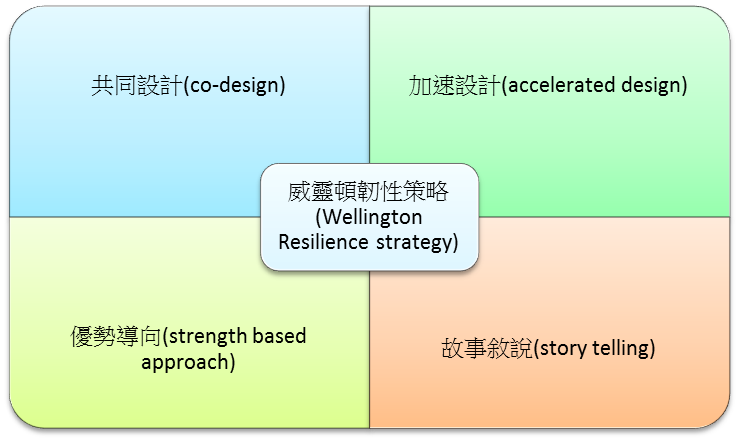 共同設計(co-design)
加速設計(accelerated design)
威靈頓韌性策略
(Wellington
Resilience strategy)
優勢導向(strength based
approach)
故事敘說(story telling)